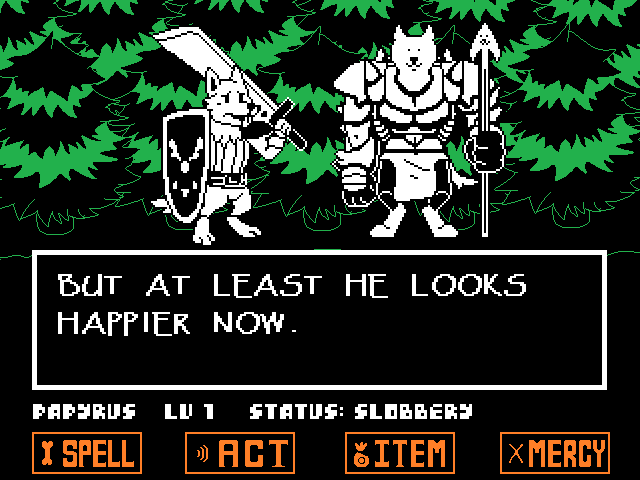 BUT AT LEAST HE LOOKS
HAPPIER NOW.
PAPYRUS LV 1 STATUS: SLOBBERY
SPELL ACT ITEM MERCY